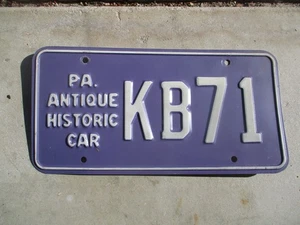 PA.
ANTIQUE
HISTORIC
CAR
KB71